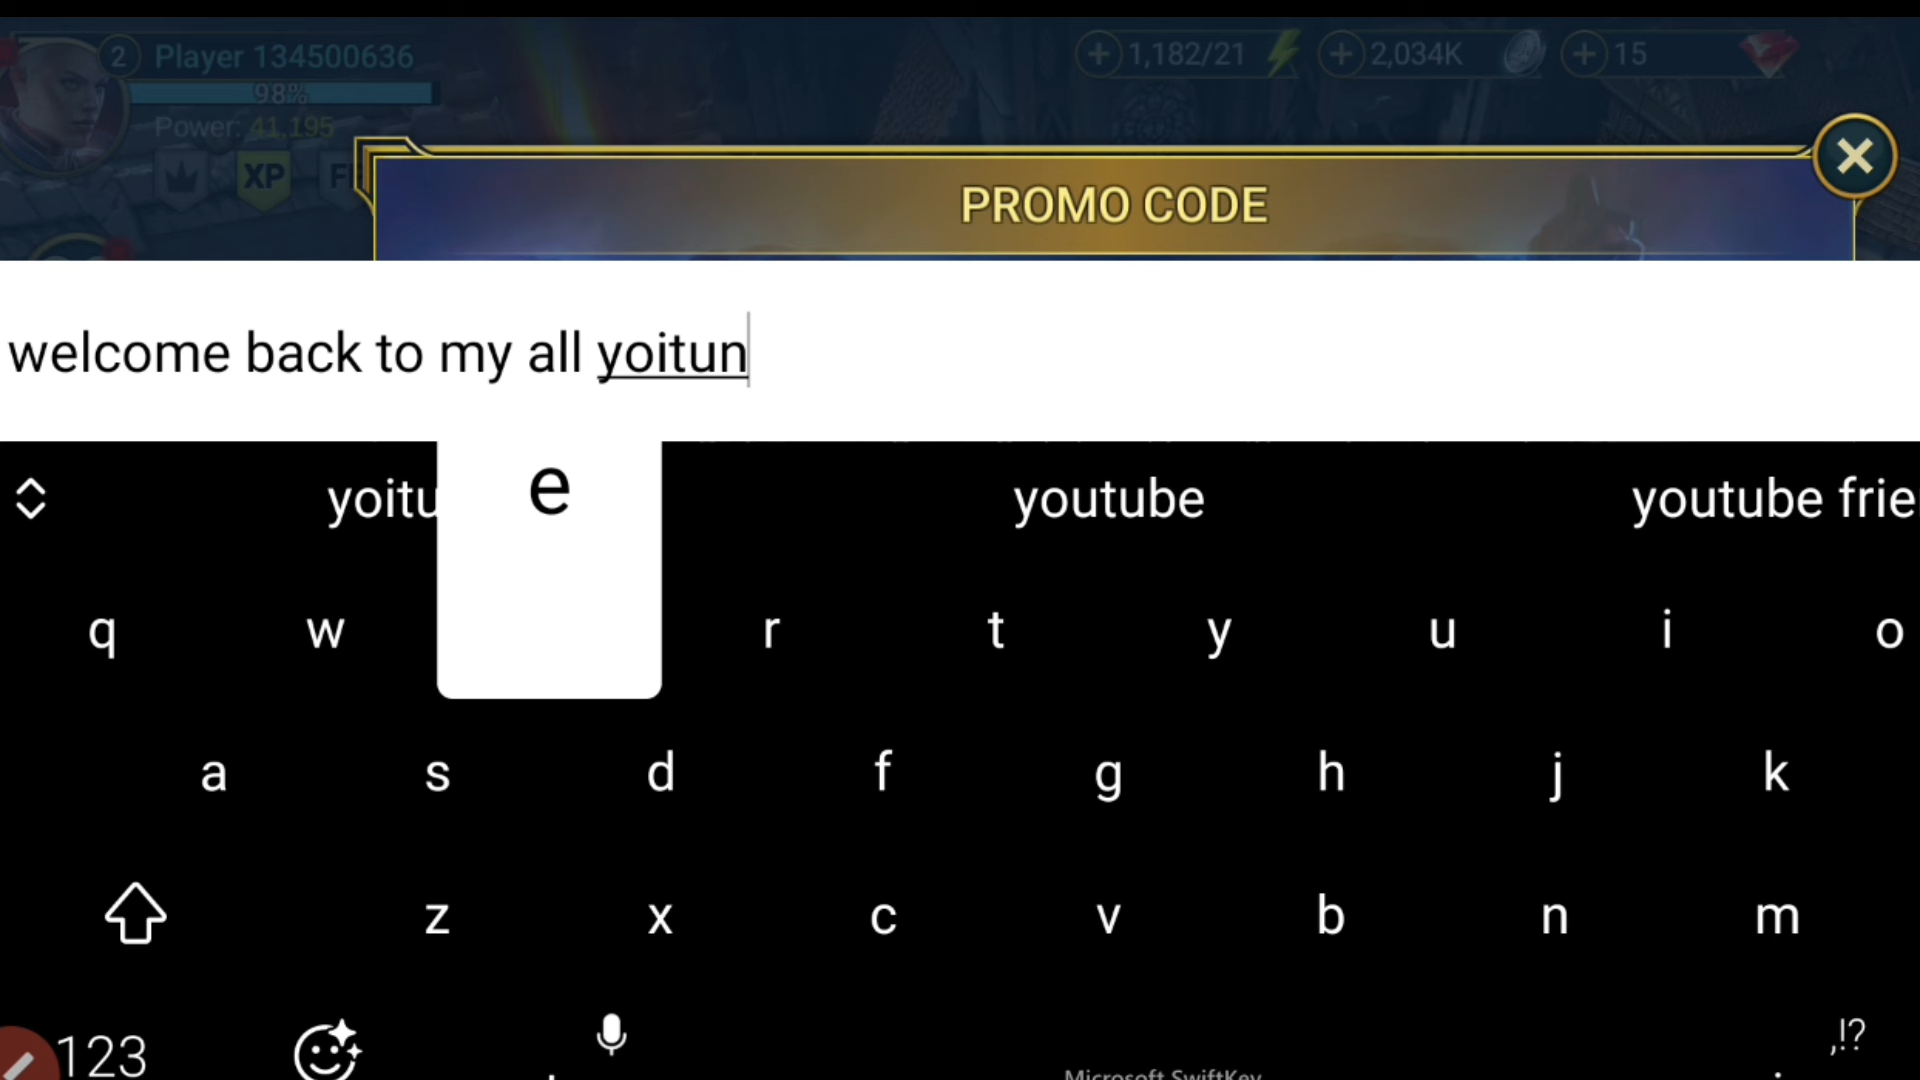 2 Player 134500636
98%
Power: 41,195
XP
1,182/21
2,034K
15
PROMO CODE
welcome back to my all yoitun
yoitu
e
youtube
youtube frie
q w r t y u i o
a s d f g h j k
z x c v b n m
123
,!?
Microsoft SwiftKey